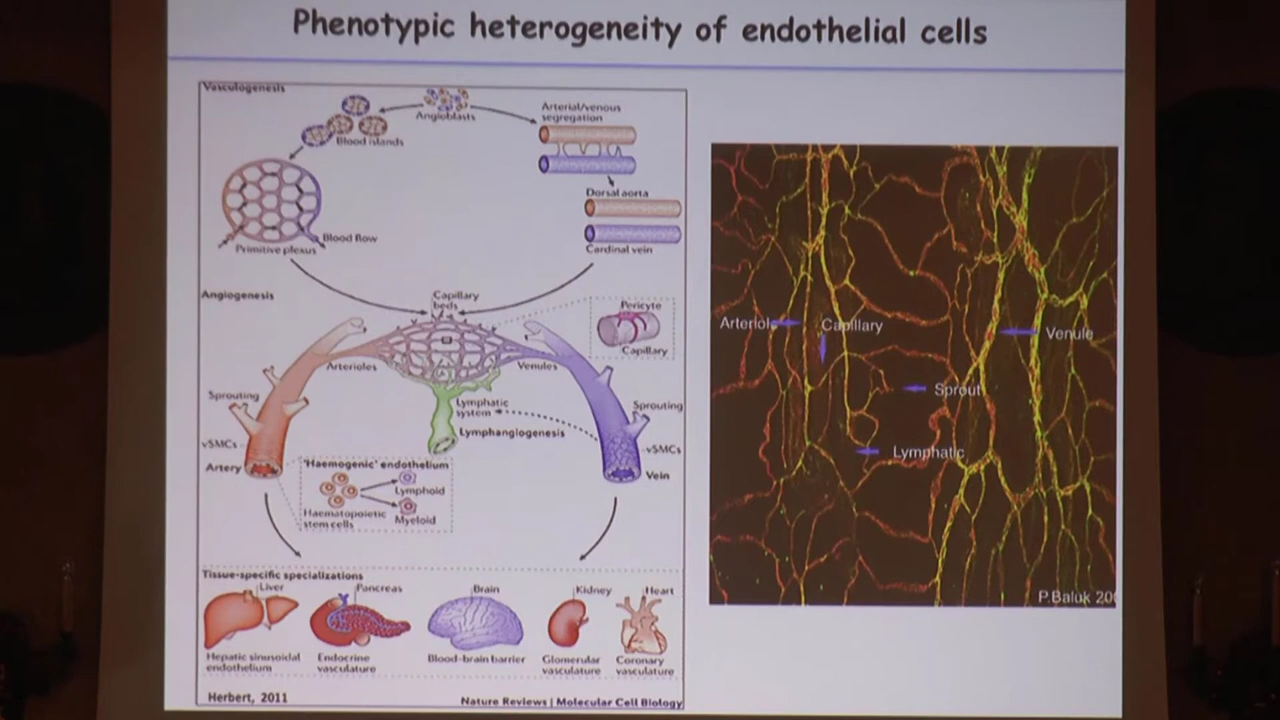 Phenotypic heterogeneity of endothelial cells
Vasculogenesis
Angioblasts
Blood islands
Arterial/venous
segregation
Dorsal aorta
Blood flow
Primitive plexus
Cardinal vein
Angiogenesis
Capillary
beds
Pericyte
Capillary
Arterioles
Venules
Sprouting
Lymphatic
system
Sprouting
Lymphangiogenesis
vSMCs
vSMCs
Artery
Vein
'Haemogenic' endothelium
Lymphoid
Haematopoietic
stem cells
Myeloid
Tissue-specific specializations
Liver
Pancreas
Brain
Kidney
Heart
Hepatic sinusoidal
endothelium
Endocrine
vasculature
Blood-brain barrier
Glomerular
vasculature
Coronary
vasculature
Herbert, 2011
Nature Reviews | Molecular Cell Biology
Arteriole
Capillary
Venule
Sprout
Lymphatic
P.Baluk 20